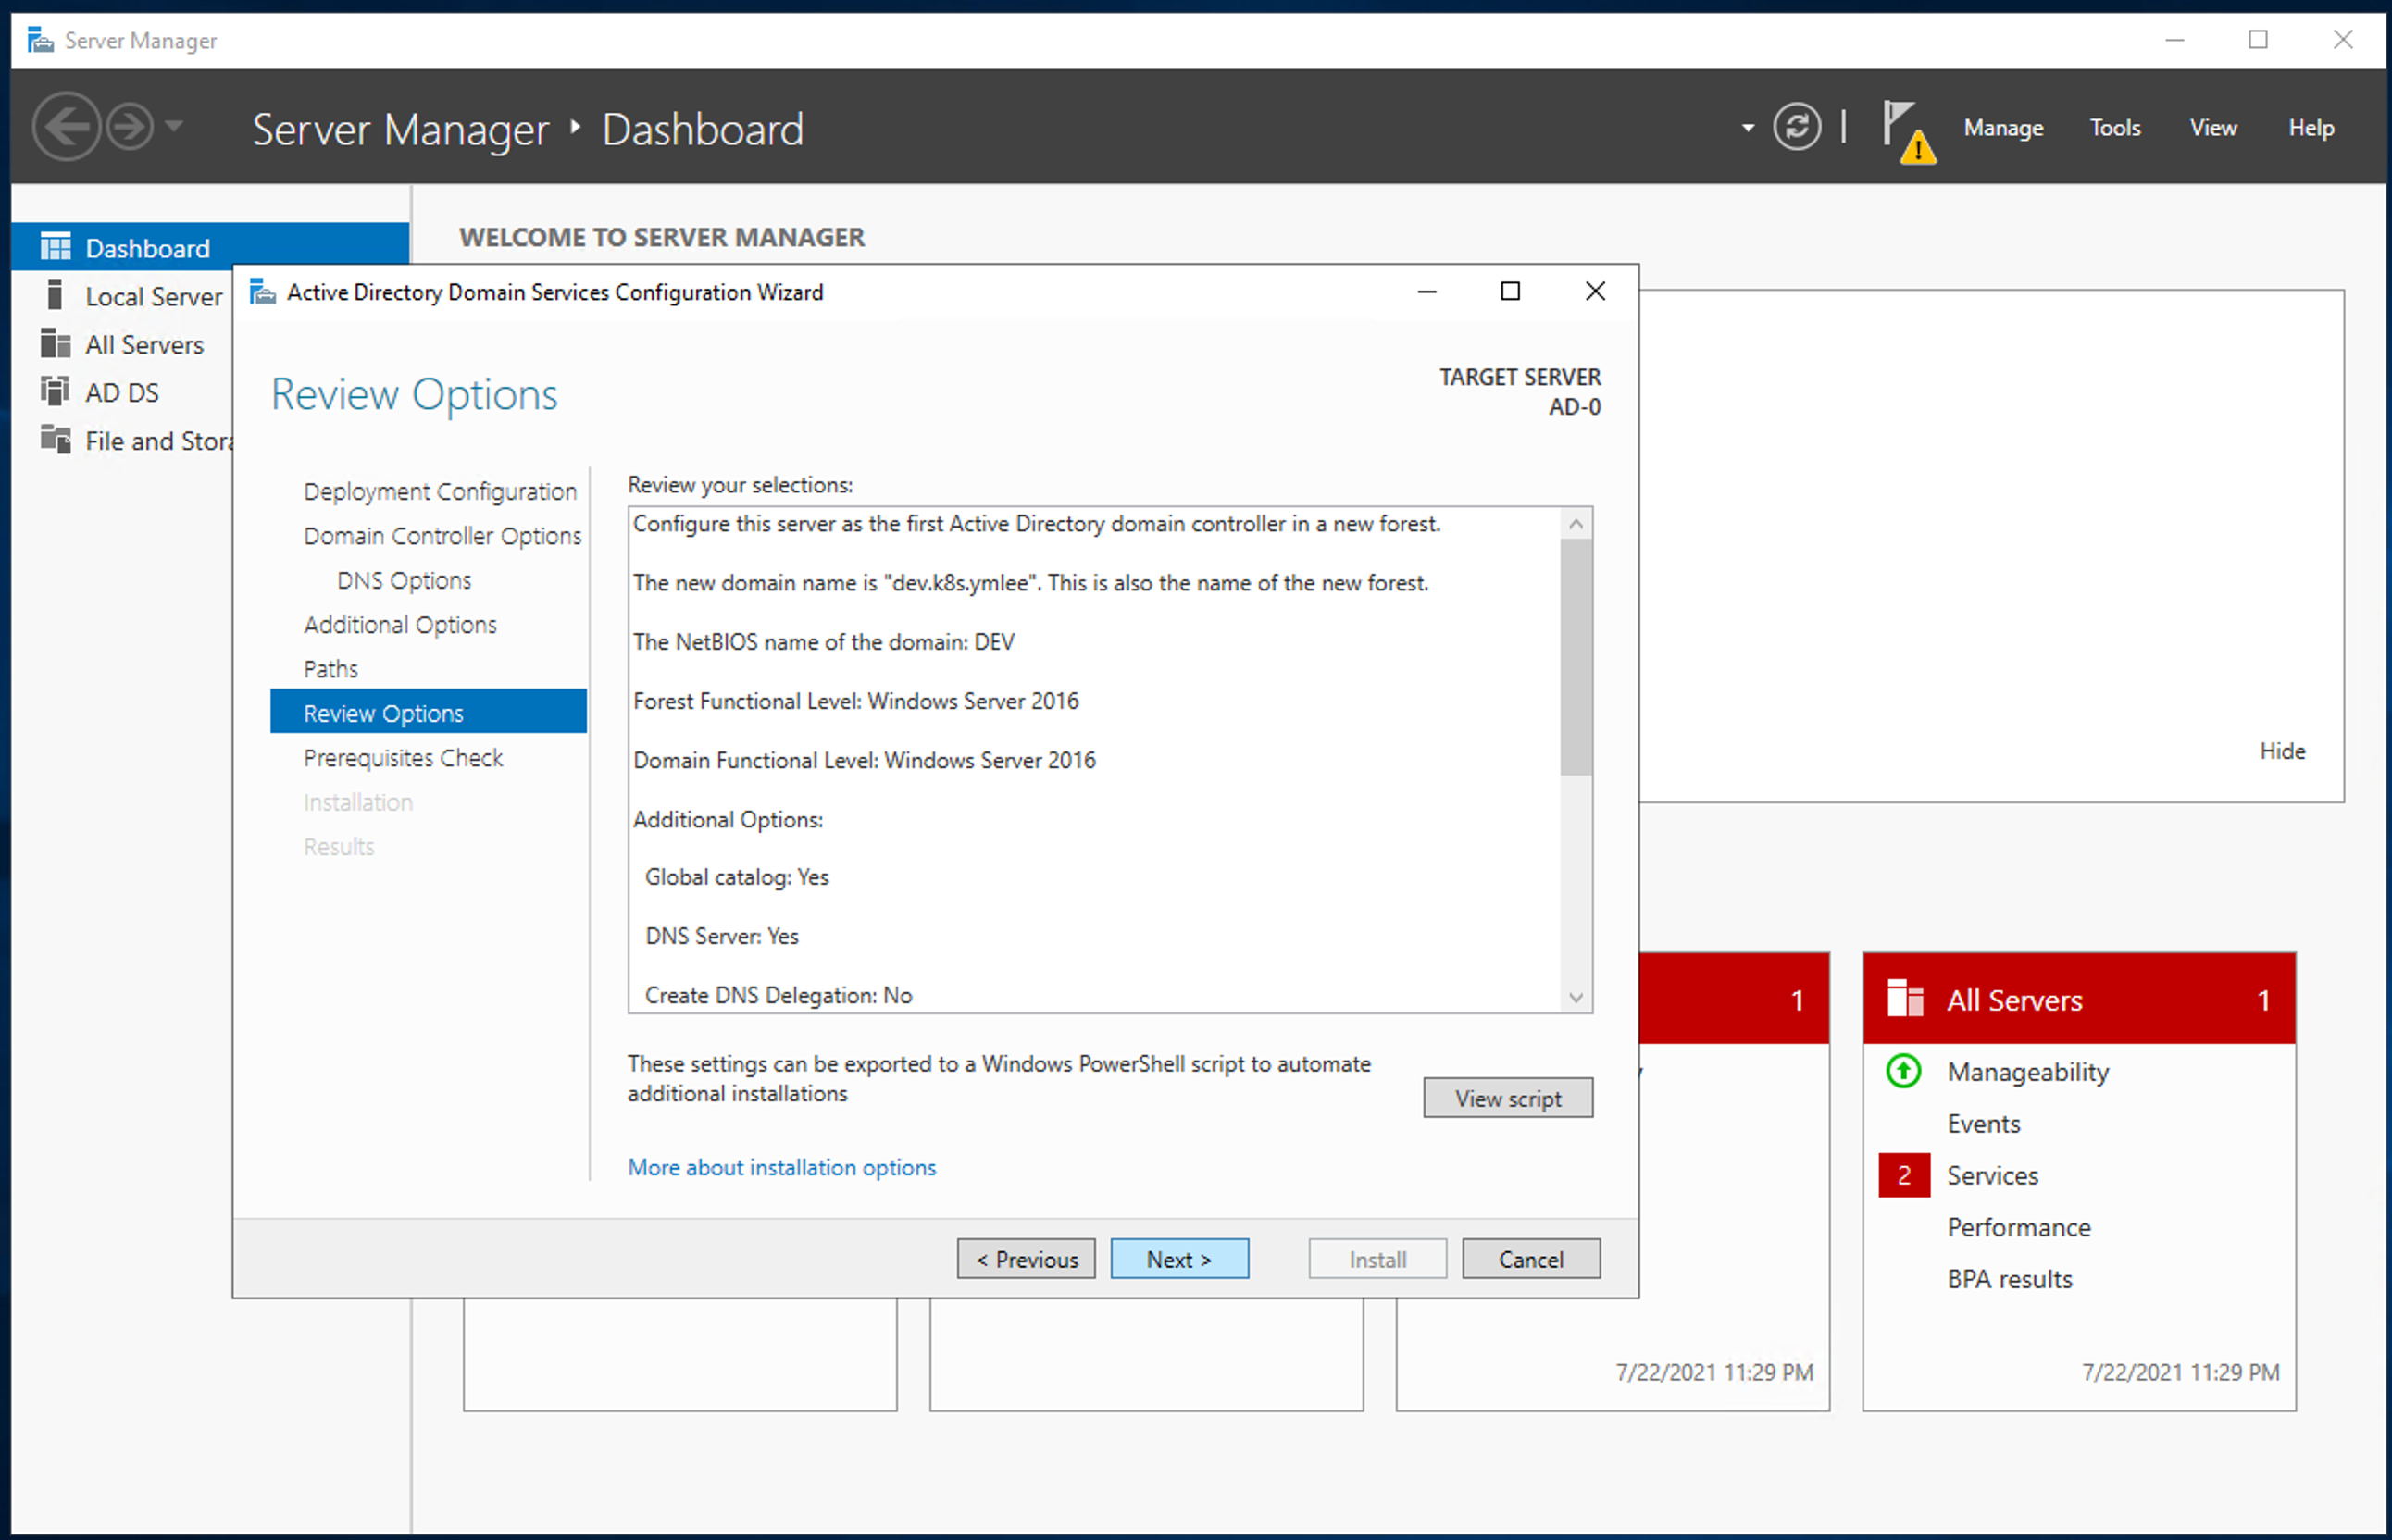 Server Manager
Server Manager ‣ Dashboard
Manage Tools View Help
Dashboard
Local Server
All Servers
AD DS
File and Stora
WELCOME TO SERVER MANAGER
Hide
Active Directory Domain Services Configuration Wizard
Review Options
TARGET SERVER
AD-0
Deployment Configuration
Domain Controller Options
DNS Options
Additional Options
Paths
Review Options
Prerequisites Check
Installation
Results
Review your selections:
Configure this server as the first Active Directory domain controller in a new forest.
The new domain name is "dev.k8s.ymlee". This is also the name of the new forest.
The NetBIOS name of the domain: DEV
Forest Functional Level: Windows Server 2016
Domain Functional Level: Windows Server 2016
Additional Options:
Global catalog: Yes
DNS Server: Yes
Create DNS Delegation: No
These settings can be exported to a Windows PowerShell script to automate
additional installations
View script
More about installation options
< Previous
Next >
Install
Cancel
1
7/22/2021 11:29 PM
All Servers 1
Manageability
Events
2 Services
Performance
BPA results
7/22/2021 11:29 PM